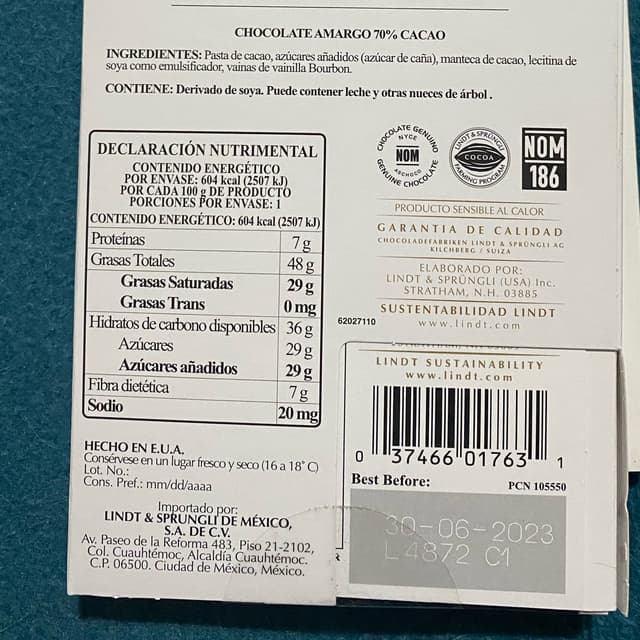 CHOCOLATE AMARGO 70% CACAO
INGREDIENTES: Pasta de cacao, azúcares añadidos (azúcar de caña), manteca de cacao, lecitina de
soya como emulsificador, vainas de vainilla Bourbon.
CONTIENE: Derivado de soya. Puede contener leche y otras nueces de árbol.
DECLARACIÓN NUTRIMENTAL
CONTENIDO ENERGÉTICO
POR ENVASE: 604 kcal (2507 kJ)
POR CADA 100 g DE PRODUCTO
PORCIONES POR ENVASE: 1
CONTENIDO ENERGÉTICO: 604 kcal (2507 kJ)
Proteínas 7 g
Grasas Totales 48 g
Grasas Saturadas 29 g
Grasas Trans 0 mg
Hidratos de carbono disponibles 36 g
Azúcares 29 g
Azúcares añadidos 29 g
Fibra dietética 7 g
Sodio 20 mg
HECHO EN E.U.A.
Consérvese en un lugar fresco y seco (16 a 18° C)
Lot. No.:
Cons. Pref.: mm/dd/aaaa
Importado por:
LINDT & SPRÜNGLI DE MÉXICO,
S.A. DE C.V.
Av. Paseo de la Reforma 483, Piso 21-2102,
Col. Cuauhtémoc, Alcaldía Cuauhtémoc.
C.P. 06500. Ciudad de México, México.
CHOCOLATE GENUINO
NYCE
NOM
ASCHOCO
GENUINE CHOCOLATE
LINDT & SPRÜNGLI
COCOA
FARMING PROGRAM
NOM
186
PRODUCTO SENSIBLE AL CALOR
GARANTIA DE CALIDAD
CHOCOLADEFABRIKEN LINDT & SPRÜNGLI AG
KILCHBERG / SUIZA
ELABORADO POR:
LINDT & SPRÜNGLI (USA) Inc.
STRATHAM, N.H. 03885
SUSTENTABILIDAD LINDT
www.lindt.com
62027110
LINDT SUSTAINABILITY
www.lindt.com
0 37466 01763 1
Best Before: PCN 105550
30-06-2023
L4872 C1